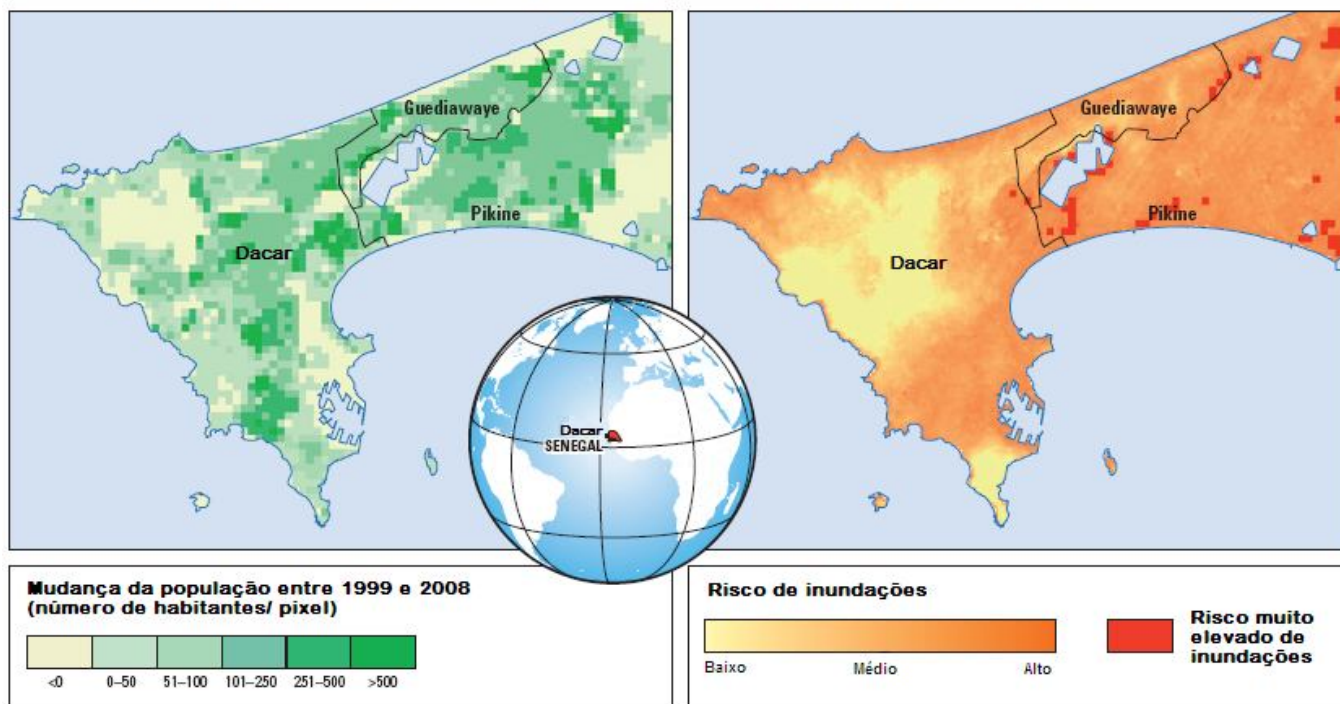 Guediawaye
Pikine
Dacar
Guediawaye
Pikine
Dacar
Dacar
SENEGAL
Mudança da população entre 1999 e 2008
(número de habitantes/ pixel)
<0 0–50 51–100 101–250 251–500 >500
Risco de inundações
Baixo Médio Alto
Risco muito
elevado de
inundações